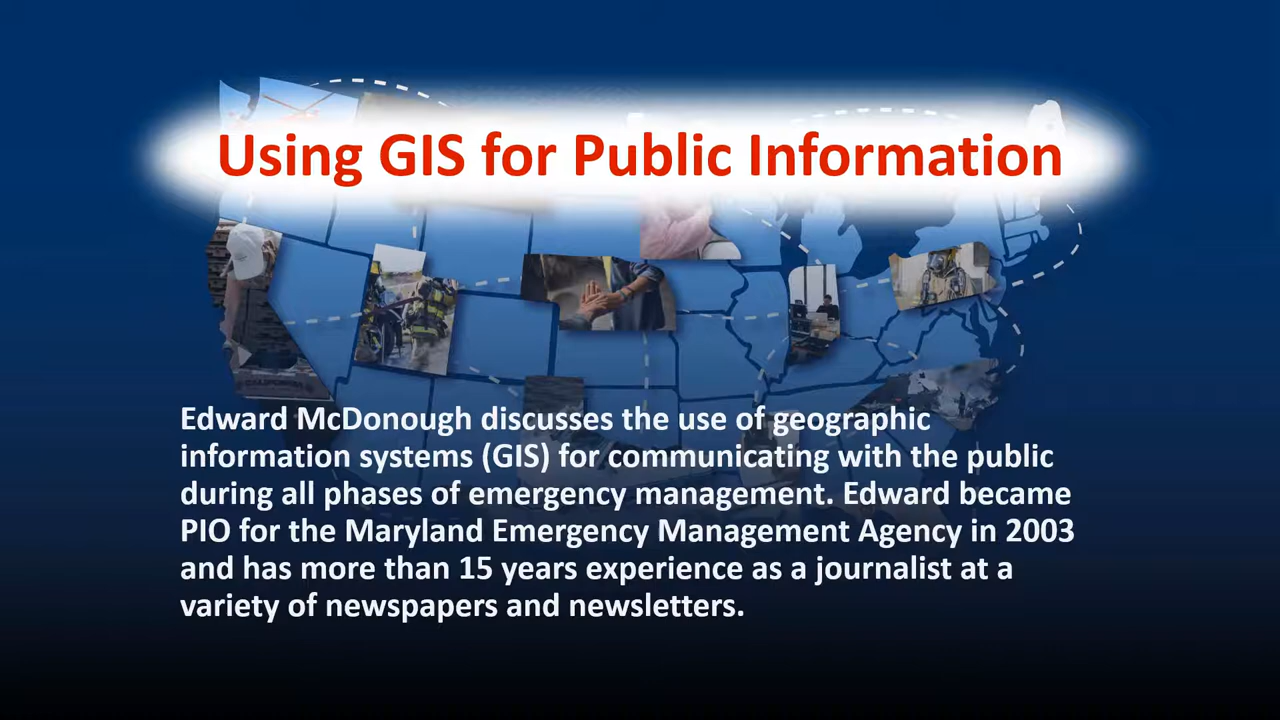 Using GIS for Public Information
Edward McDonough discusses the use of geographic
information systems (GIS) for communicating with the public
during all phases of emergency management. Edward became
PIO for the Maryland Emergency Management Agency in 2003
and has more than 15 years experience as a journalist at a
variety of newspapers and newsletters.